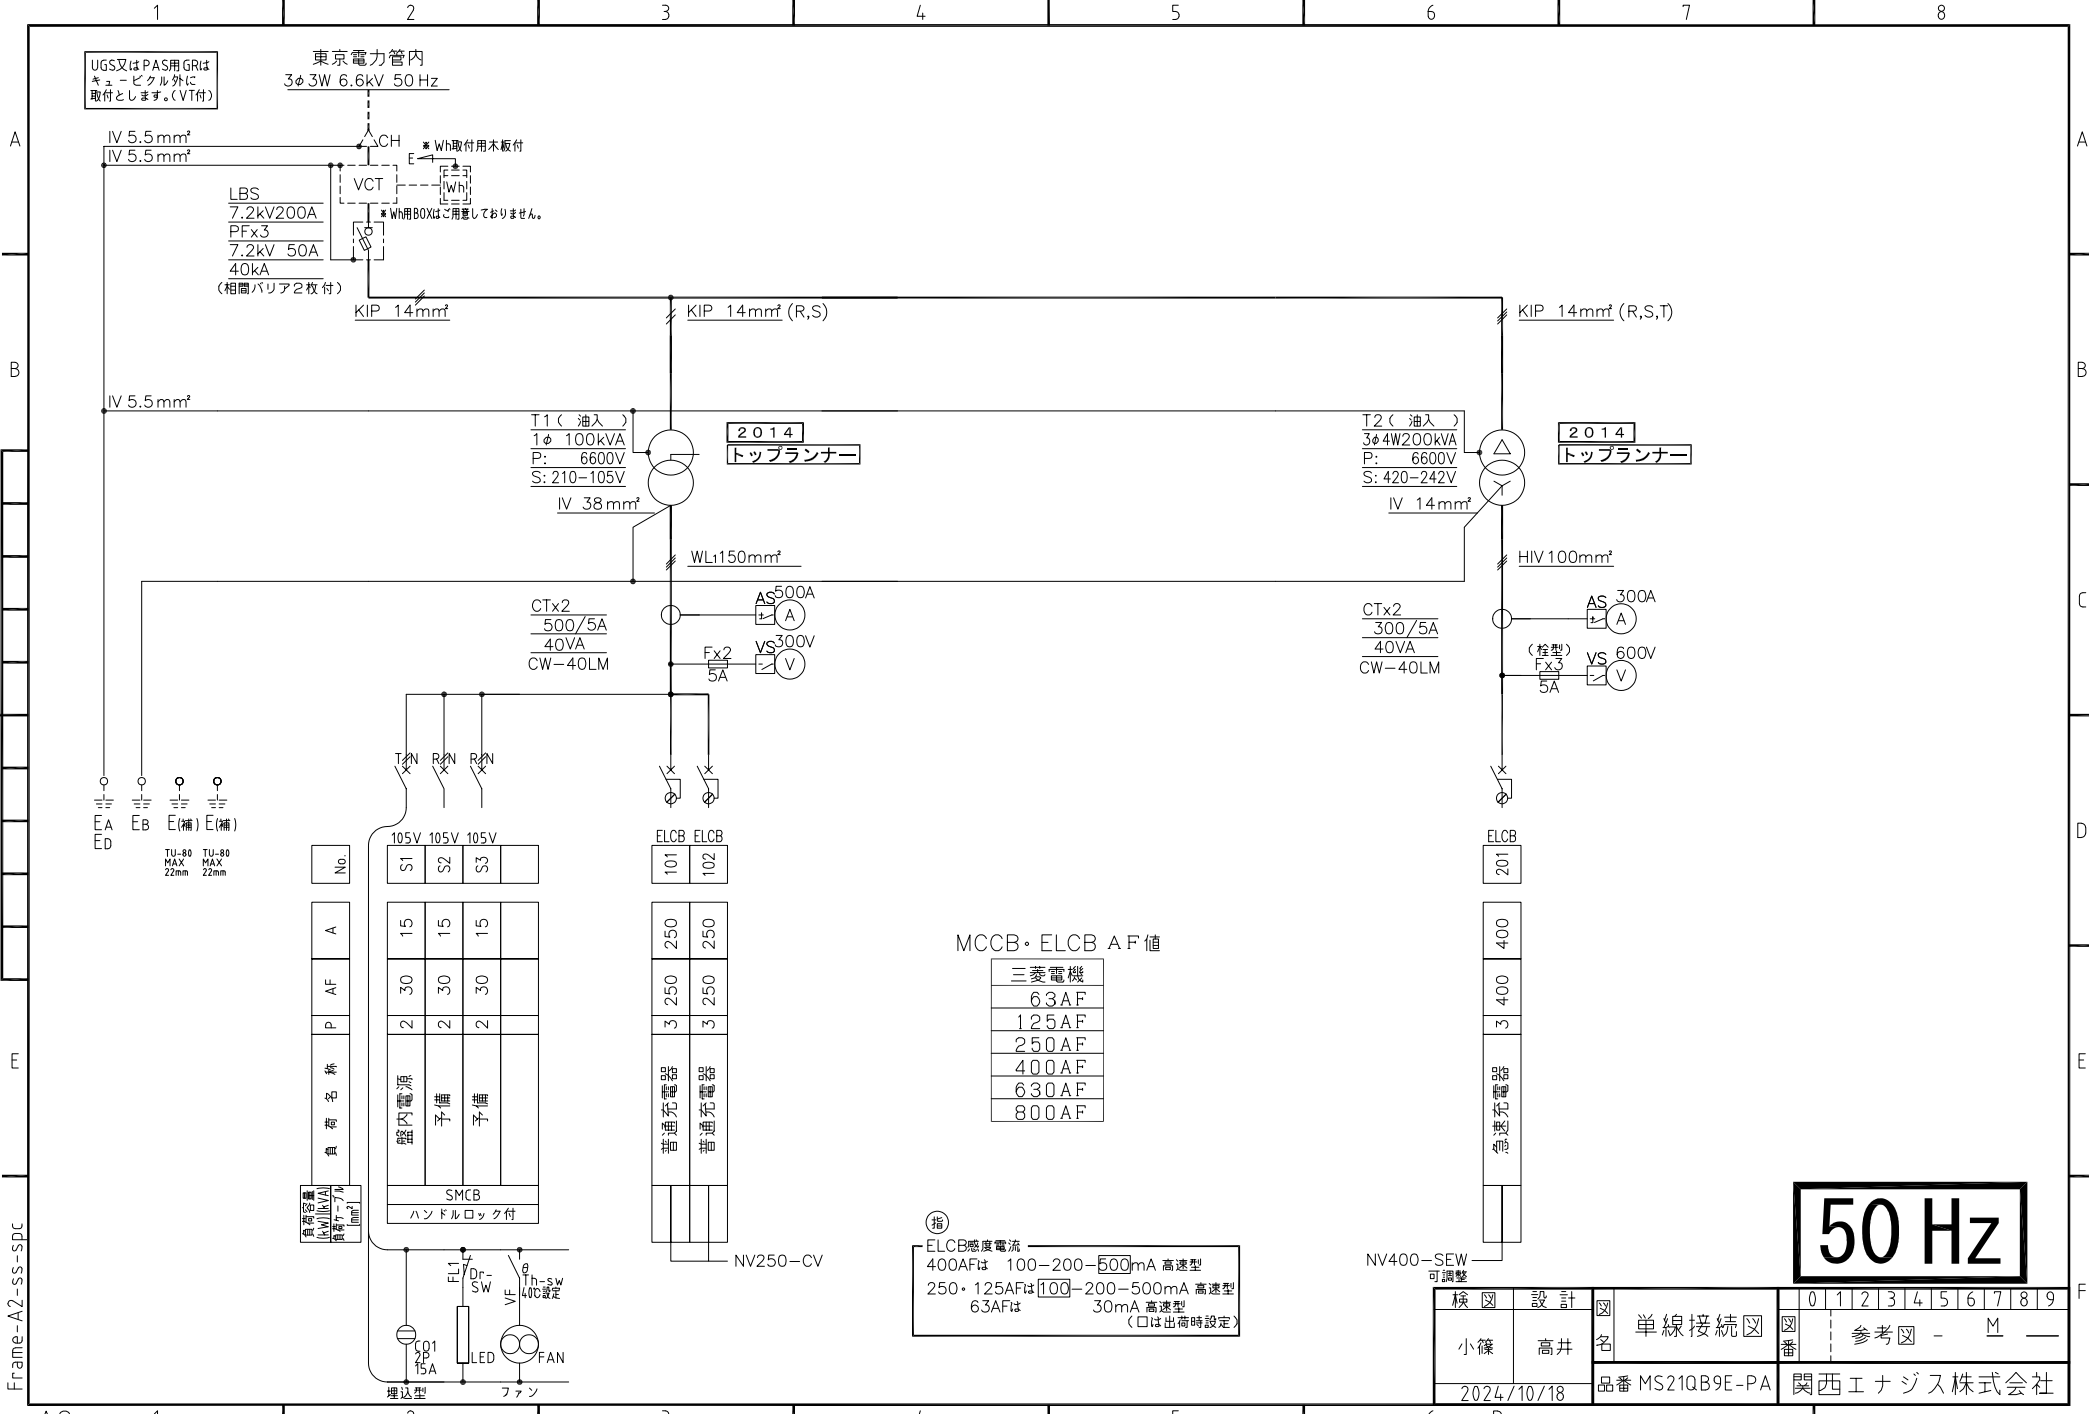 1 2 3 4 5 6 7 8
UGS又はPAS用GRは
キュービクル外に
取付とします。(VT付)
東京電力管内
3φ3W 6.6kV 50Hz
A
A
IV 5.5mm²
IV 5.5mm²
CH
※Wh取付用木板付
E
VCT
Wh
※Wh用BOXはご用意しておりません。
LBS
7.2kV200A
PFx3
7.2kV 50A
40kA
(相間バリア2枚付)
KIP 14mm²
KIP 14mm² (R,S)
KIP 14mm² (R,S,T)
B
B
IV 5.5mm²
T1( 油入 )
1φ 100kVA
P: 6600V
S: 210-105V
IV 38mm²
2014
トップランナー
T2( 油入 )
3φ4W200kVA
P: 6600V
S: 420-242V
IV 14mm²
2014
トップランナー
WL1150mm²
HIV100mm²
C
CTx2
500/5A
40VA
CW-40LM
AS
500A
A
Fx2
5A
VS
300V
V
CTx2
300/5A
40VA
CW-40LM
AS
300A
A
(栓型)
Fx3
5A
VS
600V
V
T N
R N
R N
EA
ED
EB
E(補)
E(補)
TU-80
MAX
22mm
TU-80
MAX
22mm
D
D
105V 105V 105V
ELCB ELCB
ELCB
No.
S1
S2
S3
101
102
201
A
15
15
15
250
250
400
AF
30
30
30
250
250
400
P
2
2
2
3
3
3
E
E
負荷名称
盤内電源
予備
予備
普通充電器
普通充電器
急速充電器
MCCB・ELCB AF値
三菱電機
63AF
125AF
250AF
400AF
630AF
800AF
負荷容量
(kW)(kVA)
負荷ケーブル
[mm²]
SMCB
ハンドルロック付
NV250-CV
NV400-SEW
可調整
指
ELCB感度電流
400AFは 100-200-500mA 高速型
250・125AFは100-200-500mA 高速型
63AFは 30mA 高速型
(口は出荷時設定)
FL1
Dr-
SW
θ
Th-sw
40℃設定
VF
CO1
2P
15A
LED
FAN
埋込型
ファン
50 Hz
F
検図
設計
小篠
高井
2024/10/18
図名
単線接続図
図番
0 1 2 3 4 5 6 7 8 9
参考図 - M
品番 MS21QB9E-PA
関西エナジス株式会社
Frame-A2-ss-spc